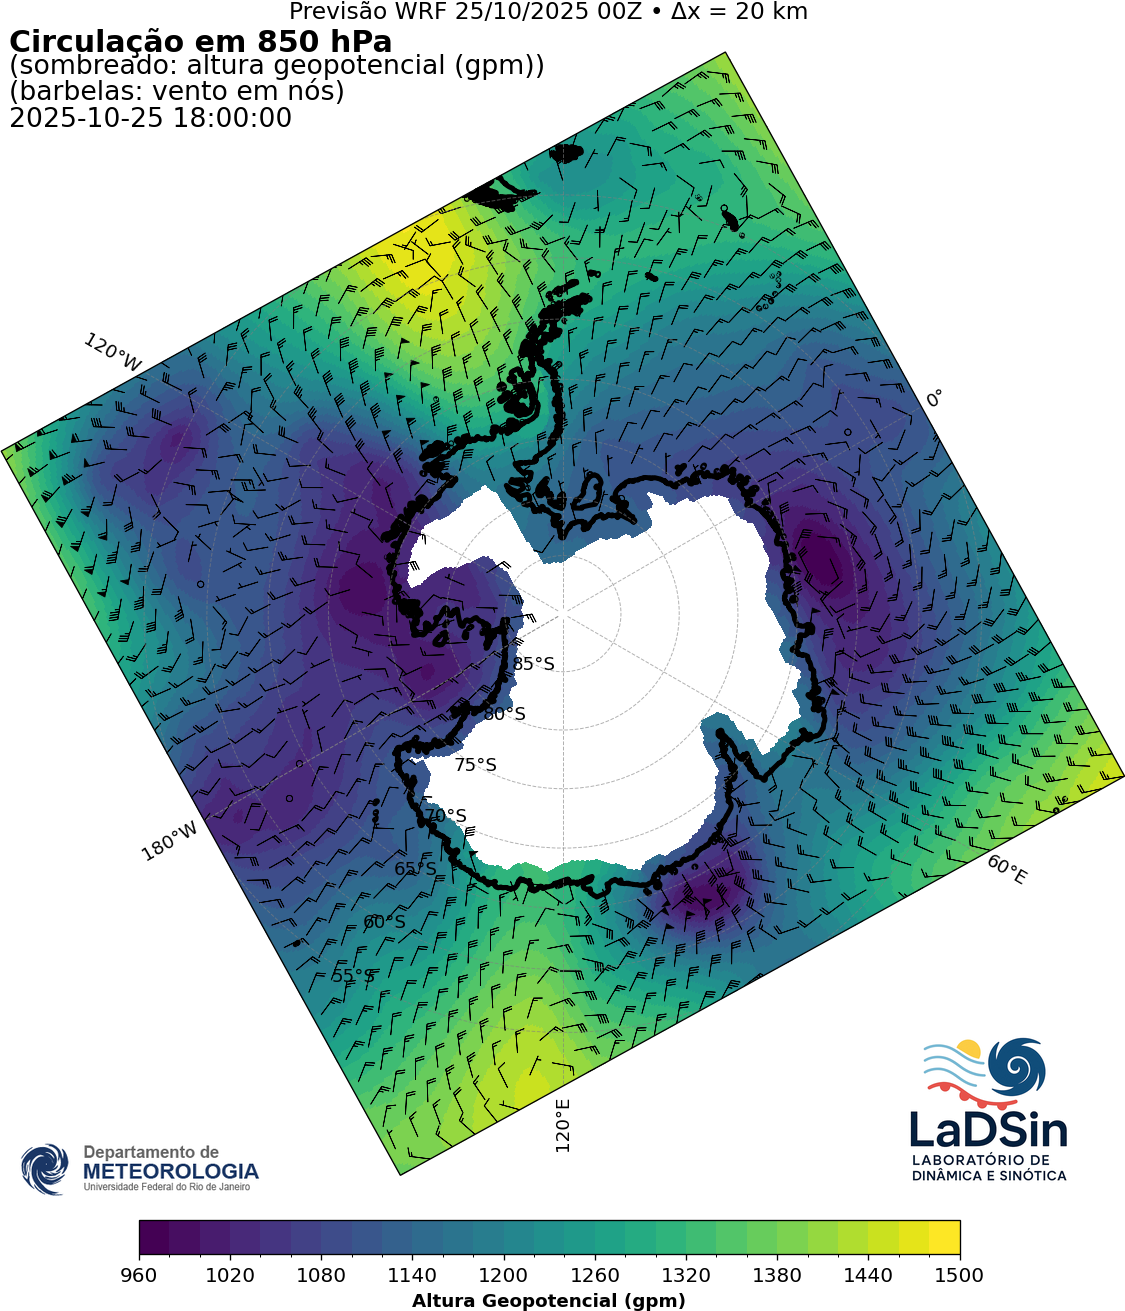 Previsão WRF 25/10/2025 00Z • Δx = 20 km
Circulação em 850 hPa
(sombreado: altura geopotencial (gpm))
(barbelas: vento em nós)
2025-10-25 18:00:00
120°W
0°
85°S
80°S
75°S
70°S
65°S
60°S
55°S
180°W
60°E
120°E
LaDSin
LABORATÓRIO DE
DINÂMICA E SINÓTICA
Departamento de
METEOROLOGIA
Universidade Federal do Rio de Janeiro
960 1020 1080 1140 1200 1260 1320 1380 1440 1500
Altura Geopotencial (gpm)